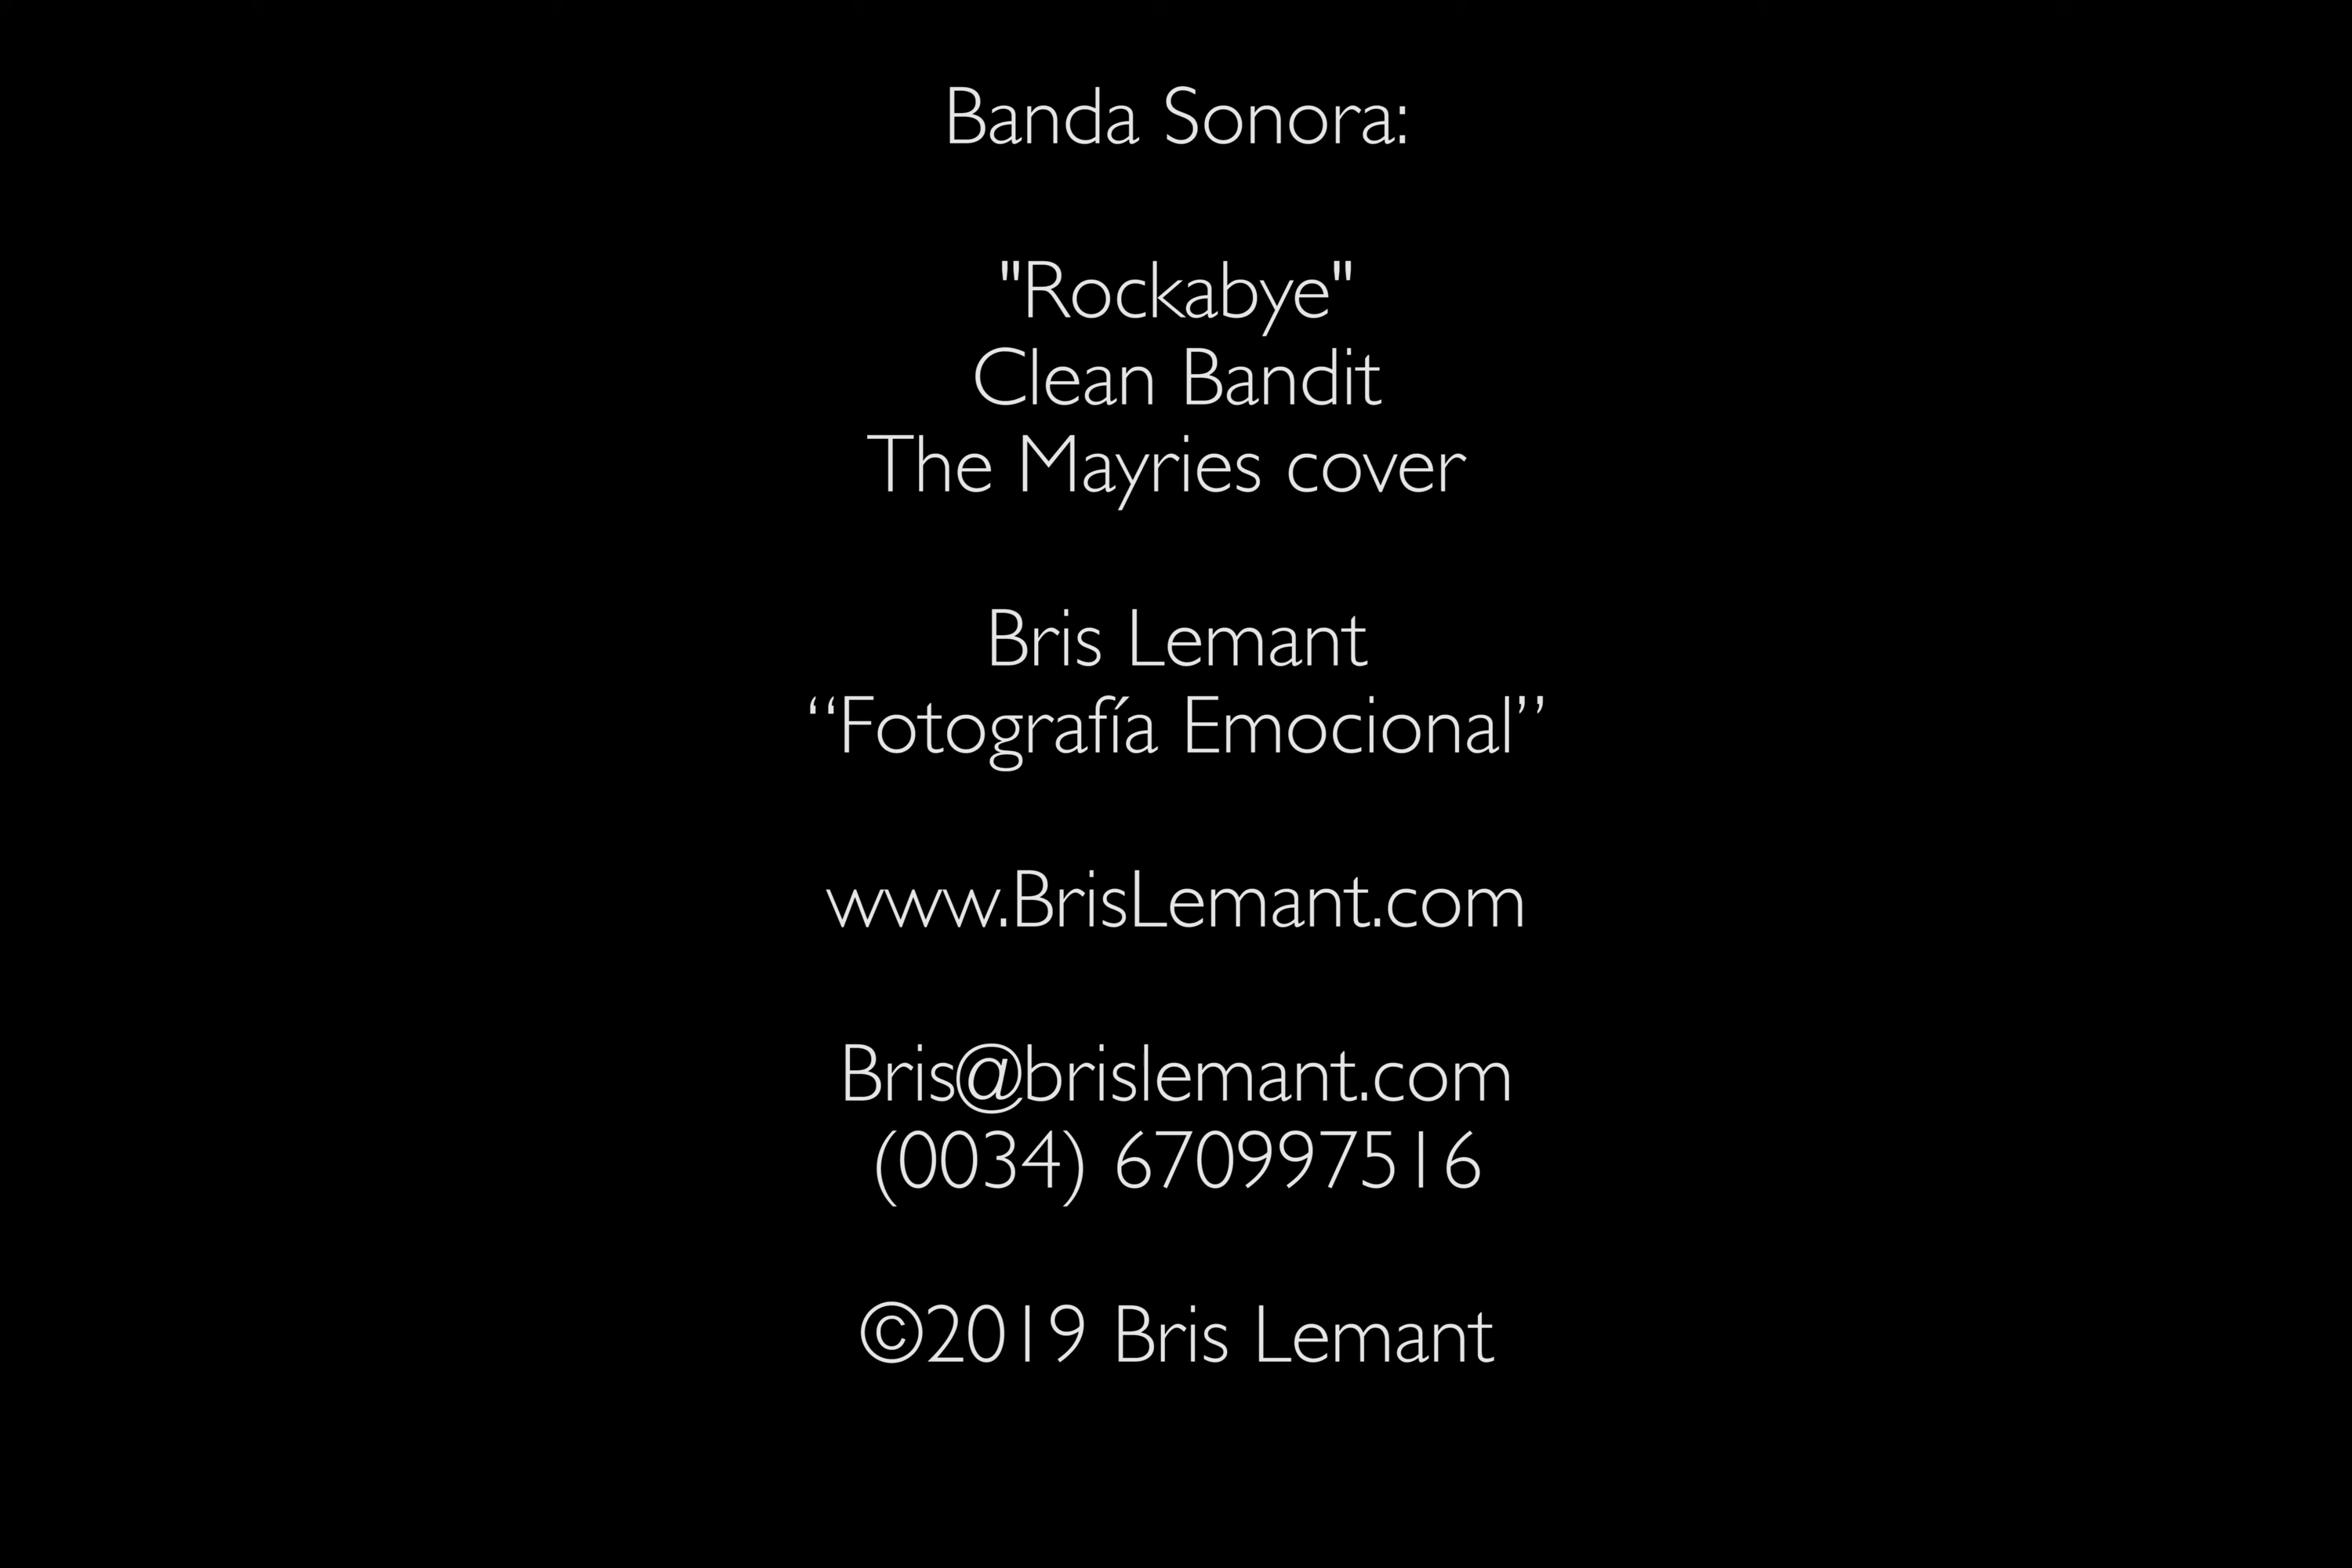 Banda Sonora:
"Rockabye"
Clean Bandit
The Mayries cover
Bris Lemant
“Fotografía Emocional”
www.BrisLemant.com
Bris@brislemant.com
(0034) 670997516
©2019 Bris Lemant